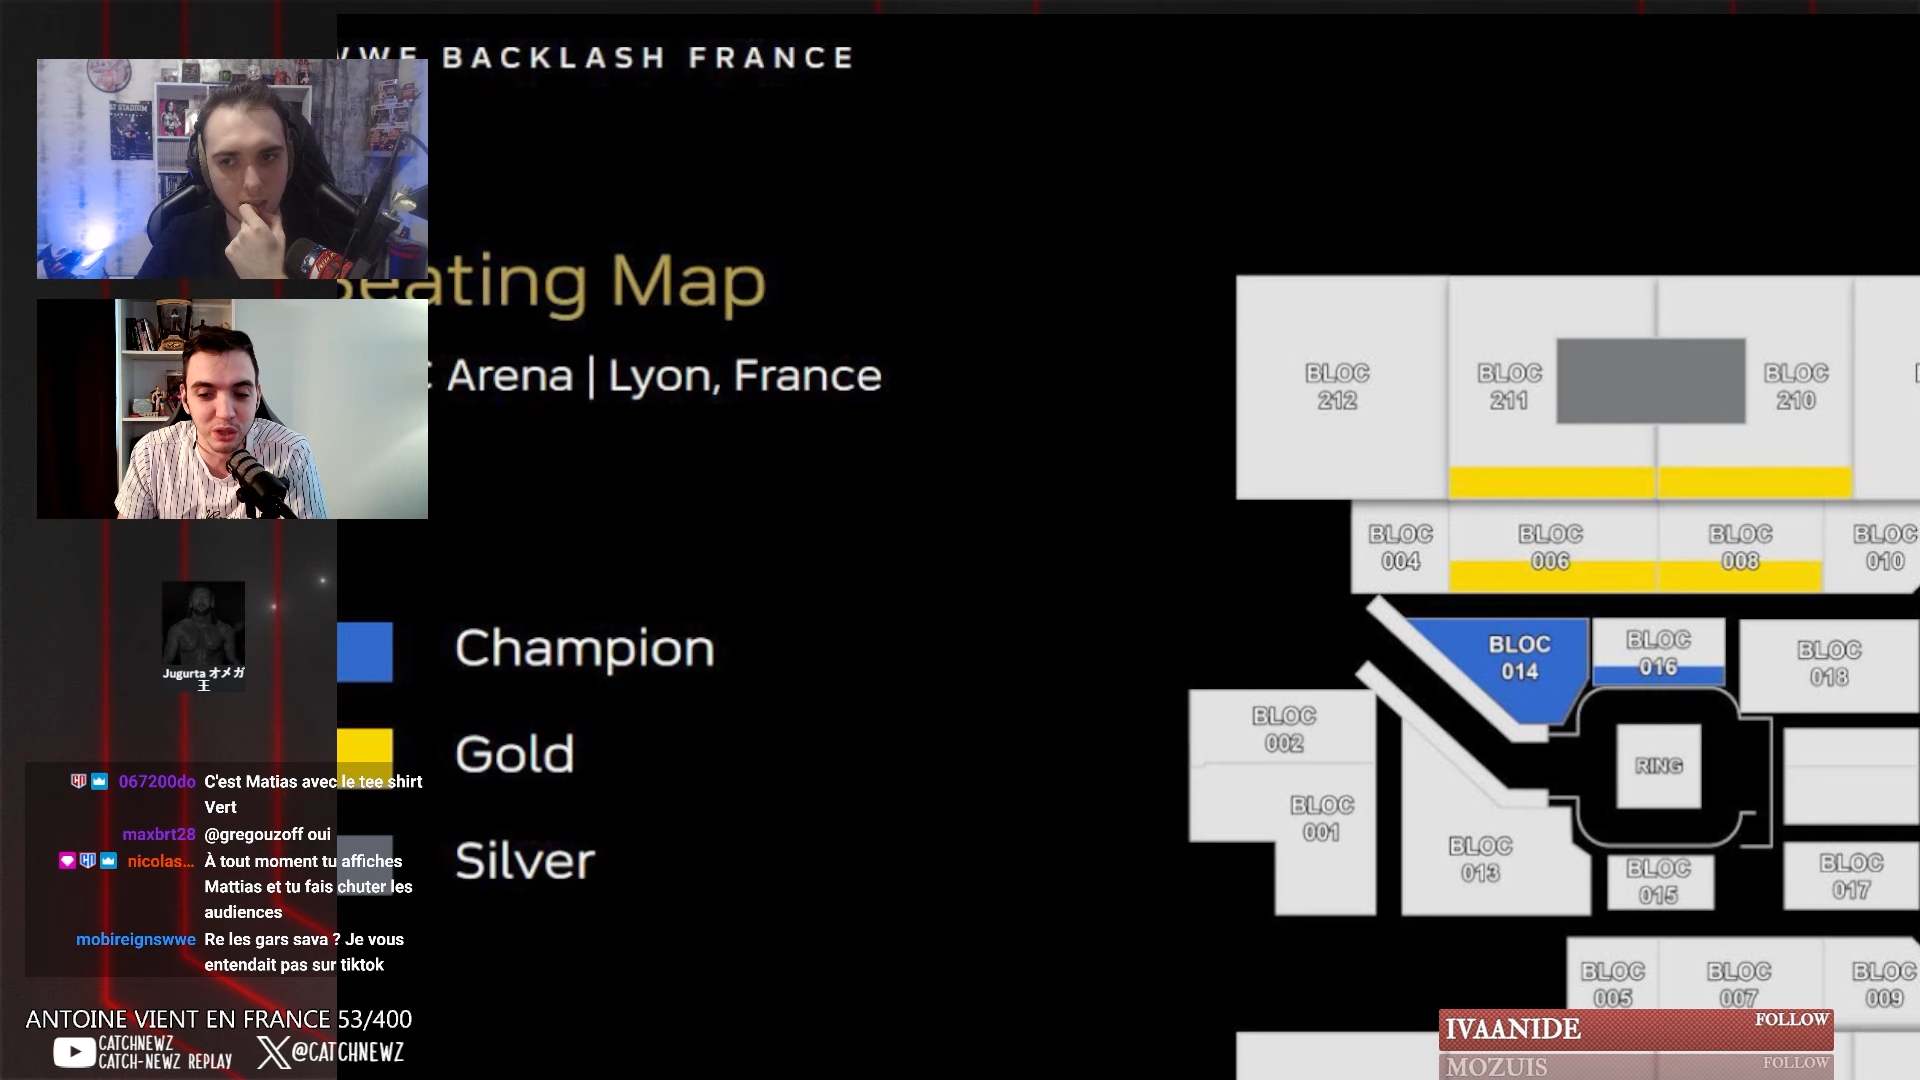 WWE BACKLASH FRANCE
ST STADIUM
Seating Map
Arena | Lyon, France
Champion
Gold
Silver
BLOC
212
BLOC
211
BLOC
210
BLOC
004
BLOC
006
BLOC
008
BLOC
010
BLOC
014
BLOC
016
BLOC
018
BLOC
002
BLOC
001
RING
BLOC
013
BLOC
015
BLOC
017
BLOC
005
BLOC
007
BLOC
009
Jugurta オメガ
王
067200do C'est Matias avec le tee shirt
Vert
maxbrt28 @gregouzoff oui
nicolas... À tout moment tu affiches
Mattias et tu fais chuter les
audiences
mobireignswwe Re les gars sava ? Je vous
entendait pas sur tiktok
ANTOINE VIENT EN FRANCE 53/400
CATCHNEWZ
CATCH-NEWZ REPLAY
@CATCHNEWZ
IVAANIDE FOLLOW
MOZUIS FOLLOW